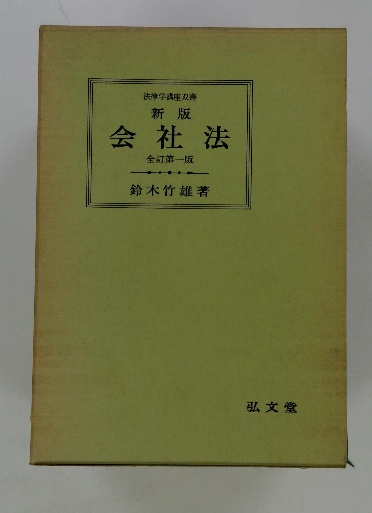 法律学講座双書
新版
会社法
全訂第一版
鈴木竹雄著
弘文堂